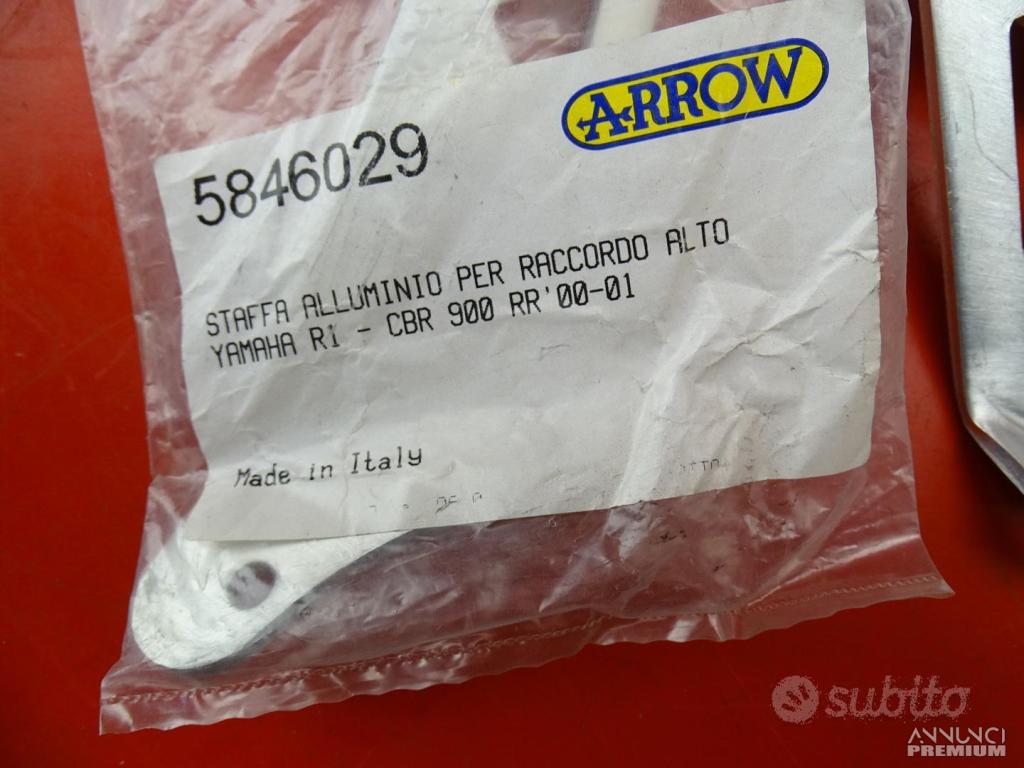 ARROW
5846029
STAFFA ALLUMINIO PER RACCORDO ALTO
YAMAHA R1 - CBR 900 RR'00-01
Made in Italy
subito
ANNUNCI
PREMIUM